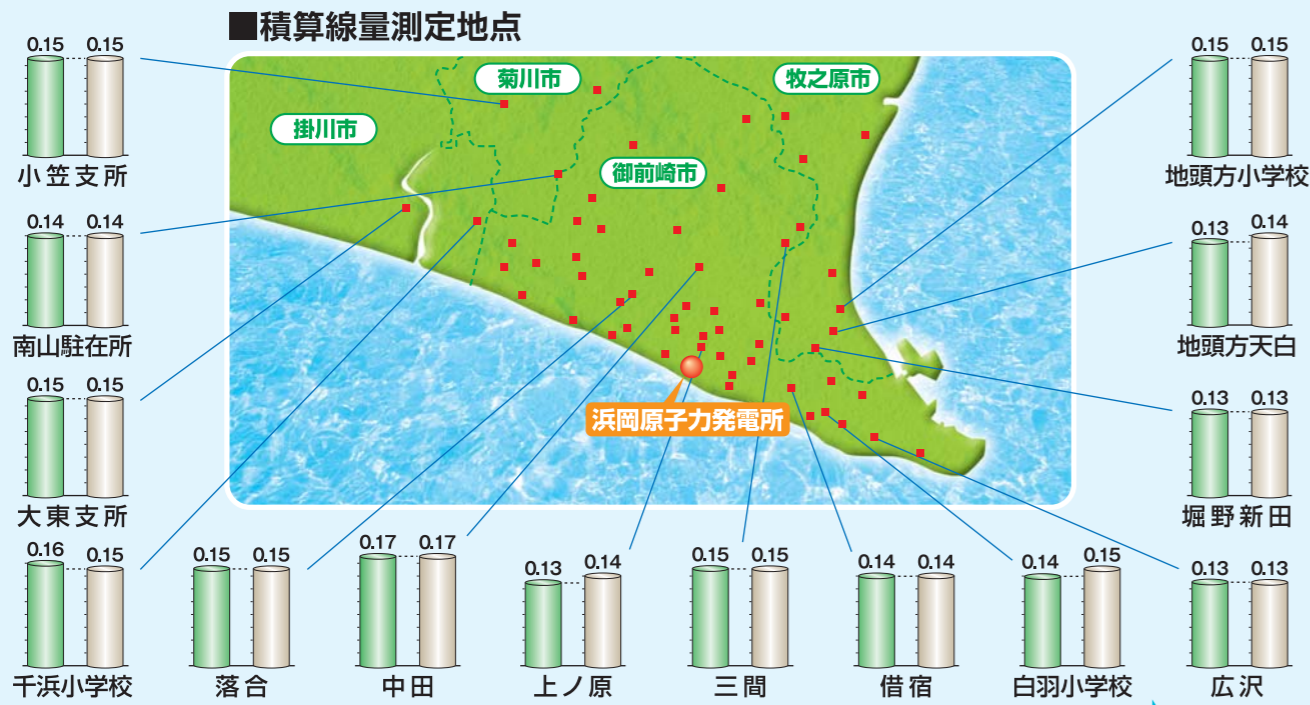 ■積算線量測定地点
0.15 0.15
小笠支所
0.14 0.14
南山駐在所
0.15 0.15
大東支所
0.16 0.15
千浜小学校
0.15 0.15
落合
0.17 0.17
中田
0.13 0.14
上ノ原
0.15 0.15
三間
0.14 0.14
借宿
0.14 0.15
白羽小学校
0.13 0.13
広沢
0.15 0.15
地頭方小学校
0.13 0.14
地頭方天白
0.13 0.13
堀野新田
菊川市
牧之原市
掛川市
御前崎市
浜岡原子力発電所